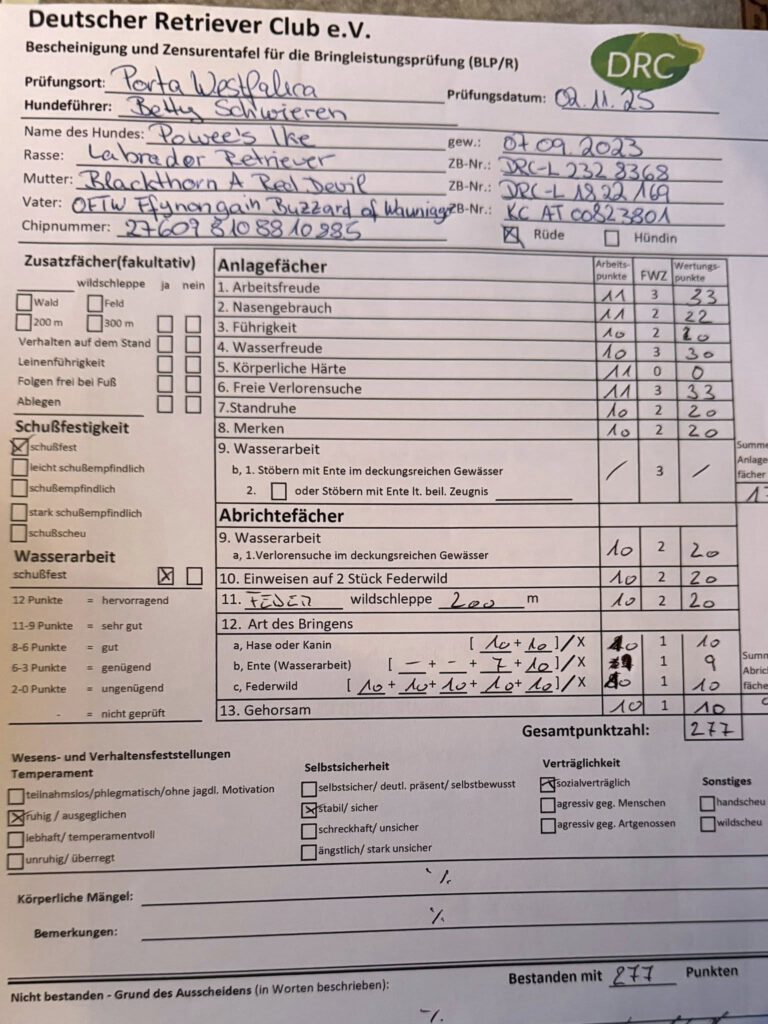 Deutscher Retriever Club e.V.
Bescheinigung und Zensurentafel für die Bringleistungsprüfung (BLP/R)
DRC
Prüfungsort: Porta Westfalica Prüfungsdatum: 02.11.25
Hundeführer: Betty Schwieren
Name des Hundes: Powee's Ike gew.: 07.09.2023
Rasse: Labrador Retriever ZB-Nr.: DRC-L 232 8368
Mutter: Blackthorn A Red Devil ZB-Nr.: DRC-L 1822 169
Vater: OFTW Ffynongain Buzzard of ZB-Nr.: KC AT 00823801
Chipnummer: 276098108810985 Rüde Hündin
Zusatzfächer(fakultativ)
wildschleppe ja nein
Wald Feld
200 m 300 m
Verhalten auf dem Stand
Leinenführigkeit
Folgen frei bei Fuß
Ablegen
Schußfestigkeit
schußfest
leicht schußempfindlich
schußempfindlich
stark schußempfindlich
schußscheu
Wasserarbeit
schußfest
12 Punkte = hervorragend
11-9 Punkte = sehr gut
8-6 Punkte = gut
6-3 Punkte = genügend
2-0 Punkte = ungenügend
- = nicht geprüft
Anlagefächer Arbeits-punkte FWZ Wertungs-punkte
1. Arbeitsfreude 11 3 33
2. Nasengebrauch 11 2 22
3. Führigkeit 10 2 20
4. Wasserfreude 10 3 30
5. Körperliche Härte 11 0 0
6. Freie Verlorensuche 11 3 33
7.Standruhe 10 2 20
8. Merken 10 2 20
9. Wasserarbeit
b, 1. Stöbern mit Ente im deckungsreichen Gewässer / 3 /
2. oder Stöbern mit Ente lt. beil. Zeugnis
Summe
Anlage
fächer
17
Abrichtefächer
9. Wasserarbeit
a, 1.Verlorensuche im deckungsreichen Gewässer 10 2 20
10. Einweisen auf 2 Stück Federwild 10 2 20
11. FEDER wildschleppe 200 m 10 2 20
12. Art des Bringens
a, Hase oder Kanin [ 10 + 10 ] / X 10 1 10
b, Ente (Wasserarbeit) [ - + - + 7 + 10 ] / X 1 9
c, Federwild [ 10 + 10 + 10 + 10 + 10 ] / X 10 1 10
13. Gehorsam 10 1 10
Summ
Abric
fäche
Gesamtpunktzahl: 277
Wesens- und Verhaltensfeststellungen
Temperament
teilnahmslos/phlegmatisch/ohne jagdl. Motivation
ruhig / ausgeglichen
lebhaft/ temperamentvoll
unruhig/ überregt
Selbstsicherheit
selbstsicher/ deutl. präsent/ selbstbewusst
stabil/ sicher
schreckhaft/ unsicher
ängstlich/ stark unsicher
Verträglichkeit
sozialverträglich
agressiv geg. Menschen
agressiv geg. Artgenossen
Sonstiges
handscheu
wildscheu
Körperliche Mängel: ·/.
Bemerkungen: ·/.
Bestanden mit 277 Punkten
Nicht bestanden - Grund des Ausscheidens (in Worten beschrieben):
·/.